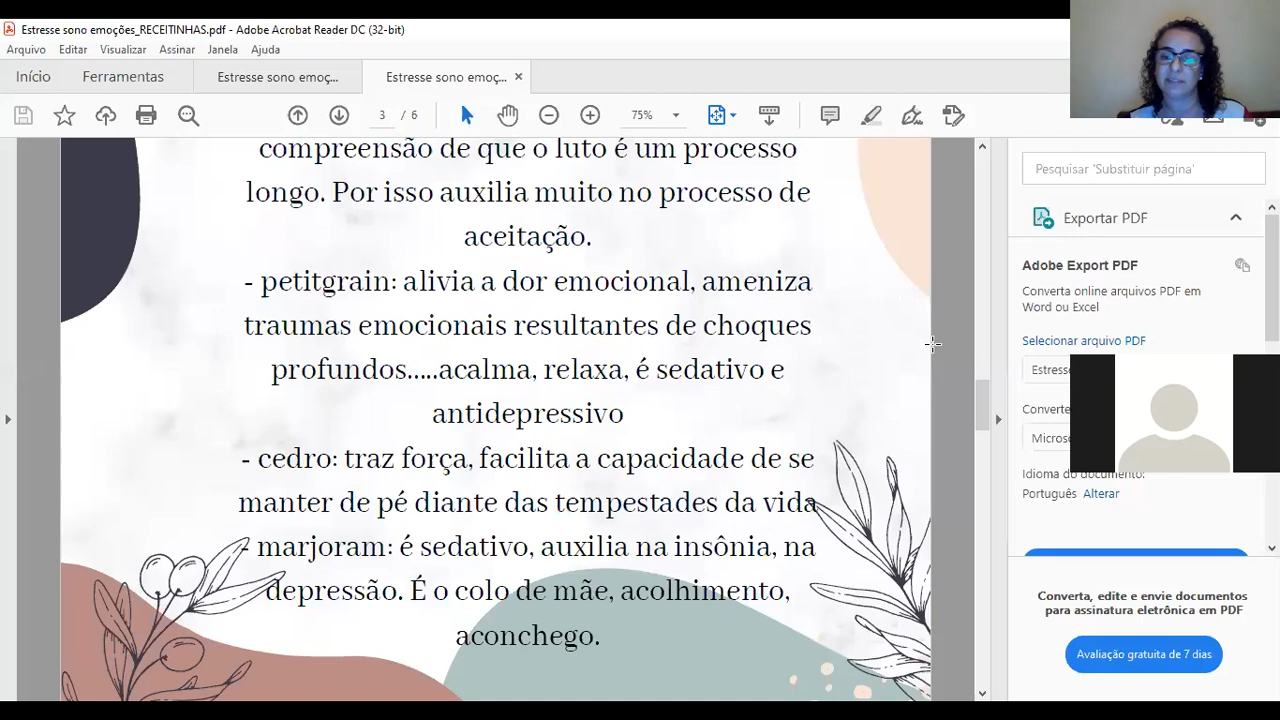 Estresse sono emoções_RECEITINHAS.pdf - Adobe Acrobat Reader DC (32-bit)
Arquivo Editar Visualizar Assinar Janela Ajuda
Início Ferramentas Estresse sono emoç... Estresse sono emoç... ×
3 / 6 75%
compreensão de que o luto é um processo
longo. Por isso auxilia muito no processo de
aceitação.
- petitgrain: alivia a dor emocional, ameniza
traumas emocionais resultantes de choques
profundos.....acalma, relaxa, é sedativo e
antidepressivo
- cedro: traz força, facilita a capacidade de se
manter de pé diante das tempestades da vida
- marjoram: é sedativo, auxilia na insônia, na
depressão. É o colo de mãe, acolhimento,
aconchego.
Pesquisar 'Substituir página'
Exportar PDF
Adobe Export PDF
Converta online arquivos PDF em
Word ou Excel
Selecionar arquivo PDF
Estress
Converte
Micros
Idioma do documento:
Português Alterar
Converta, edite e envie documentos
para assinatura eletrônica em PDF
Avaliação gratuita de 7 dias